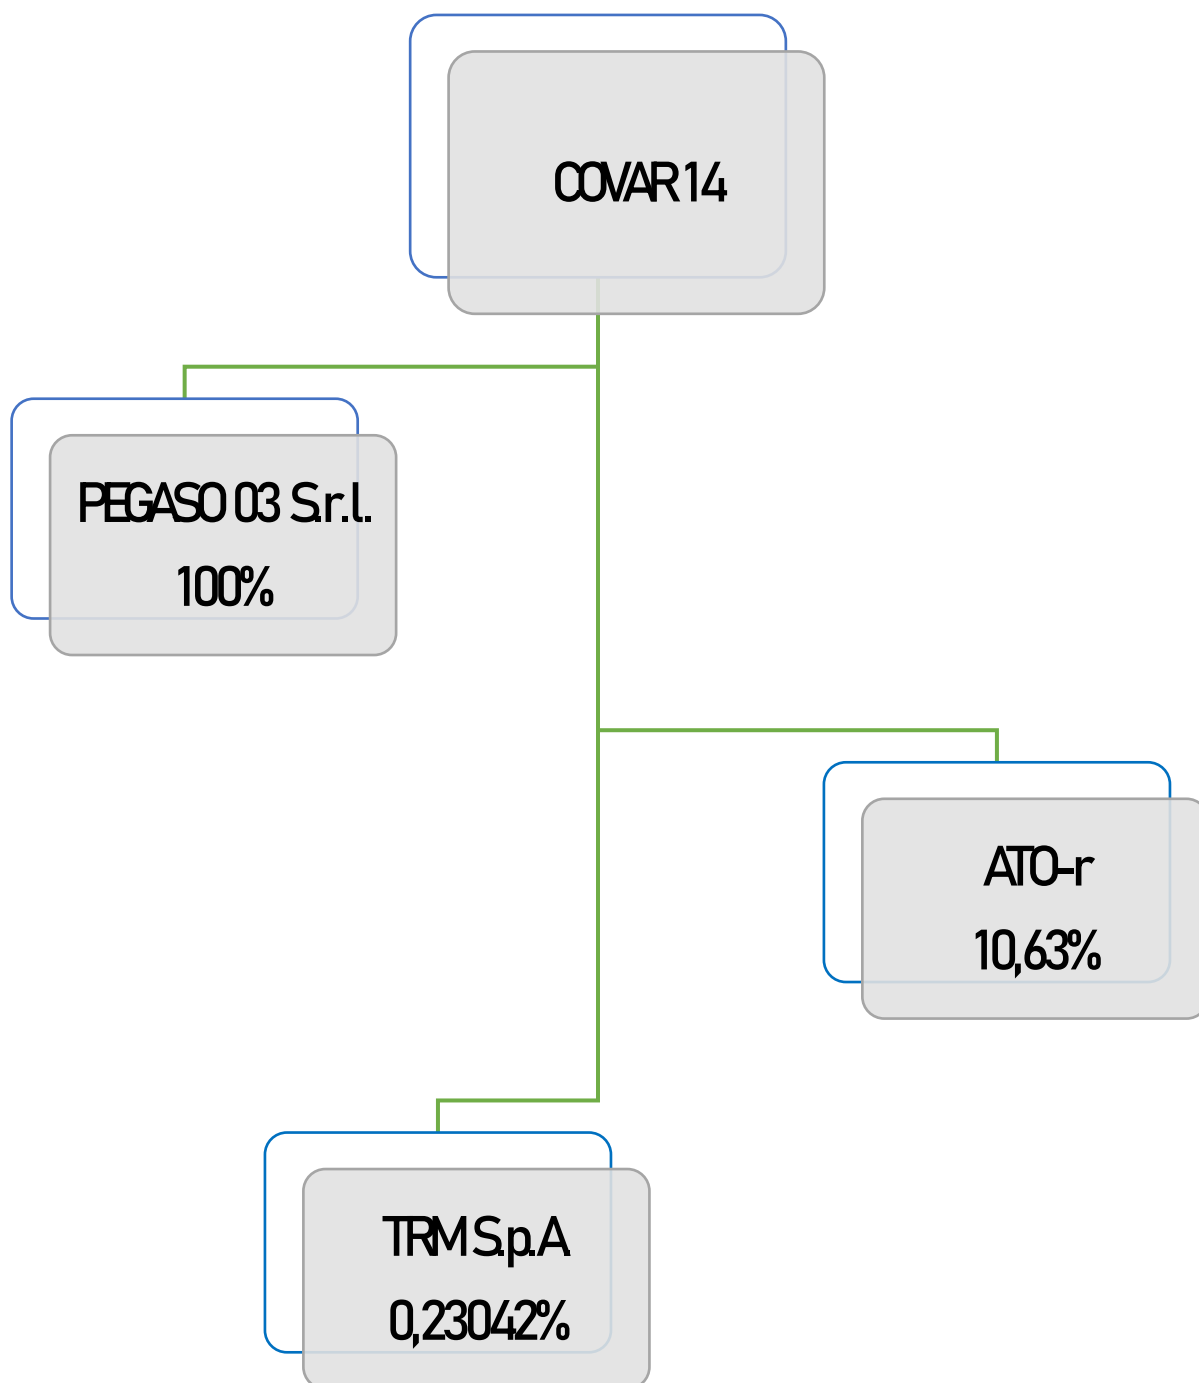 COVAR 14
PEGASO 03 S.r.l.
100%
ATO-r
10,63%
TRM S.p.A.
0,23042%